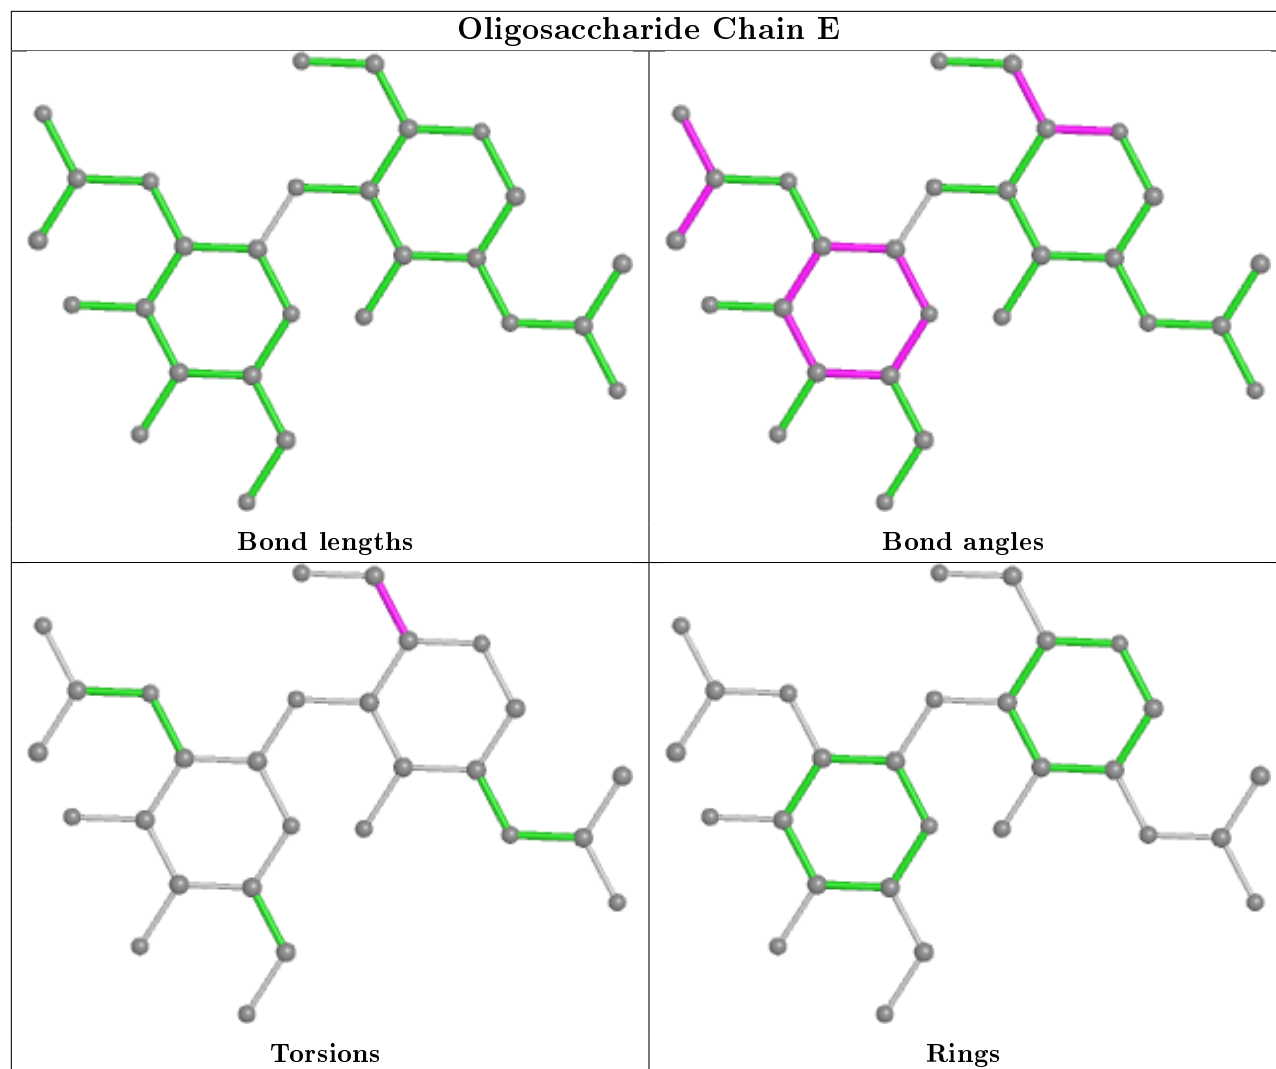 Oligosaccharide Chain E
Bond lengths
Bond angles
Torsions
Rings